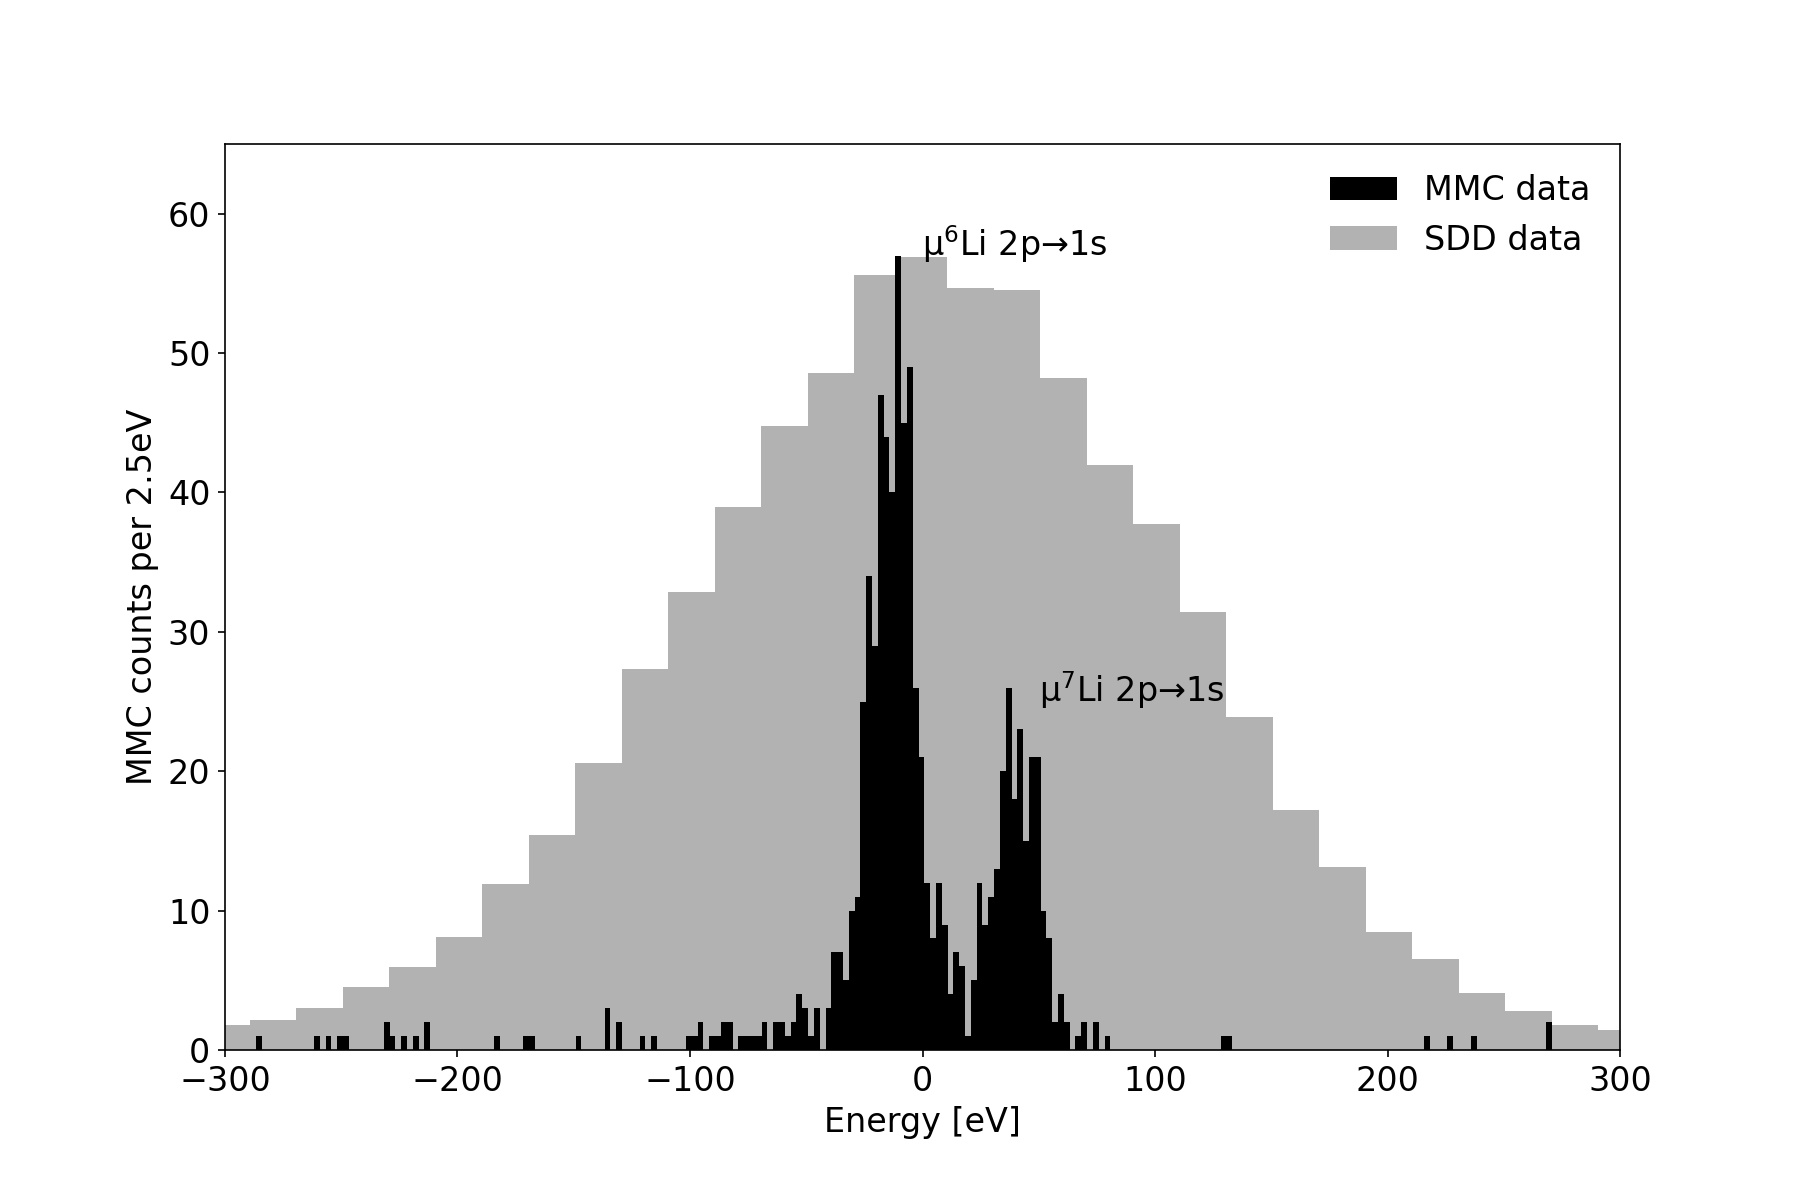 MMC data
SDD data
μ⁶Li 2p→1s
μ⁷Li 2p→1s
MMC counts per 2.5eV
60
50
40
30
20
10
0
−300 −200 −100 0 100 200 300
Energy [eV]